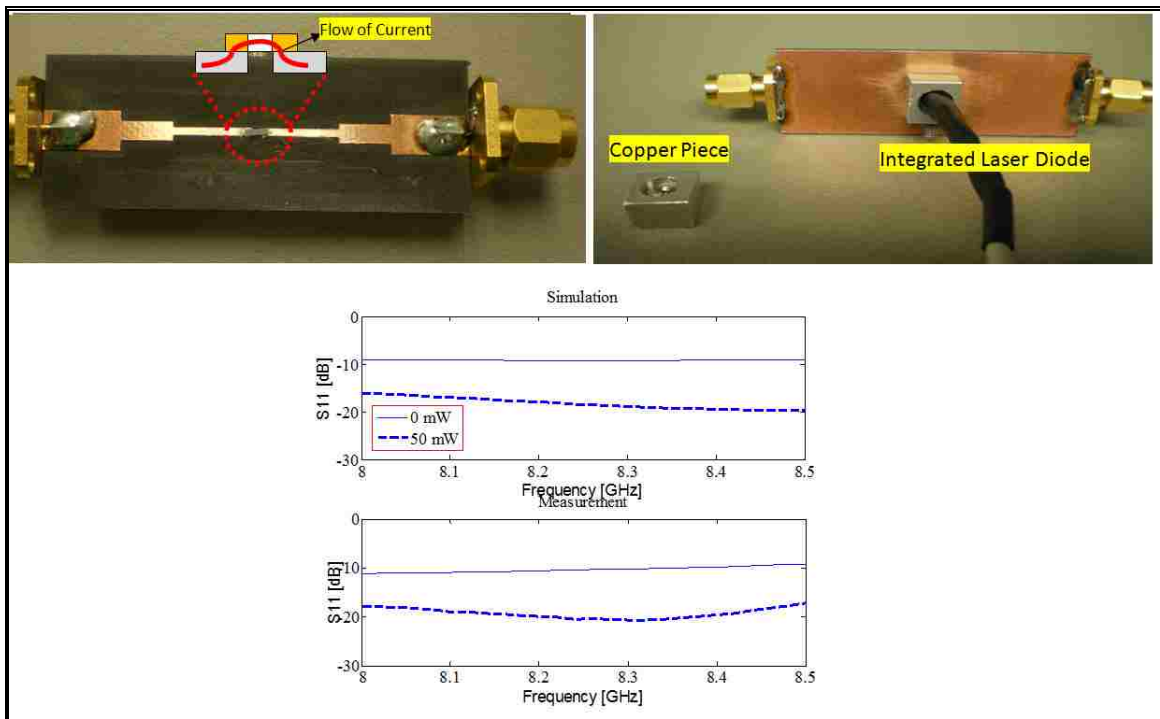 Flow of Current
Copper Piece
Integrated Laser Diode
Simulation
0
-10
-20
-30
S11 [dB]
0 mW
50 mW
8
8.1
8.2
8.3
8.4
8.5
Frequency [GHz]
Measurement
0
-10
-20
-30
S11 [dB]
8
8.1
8.2
8.3
8.4
8.5
Frequency [GHz]